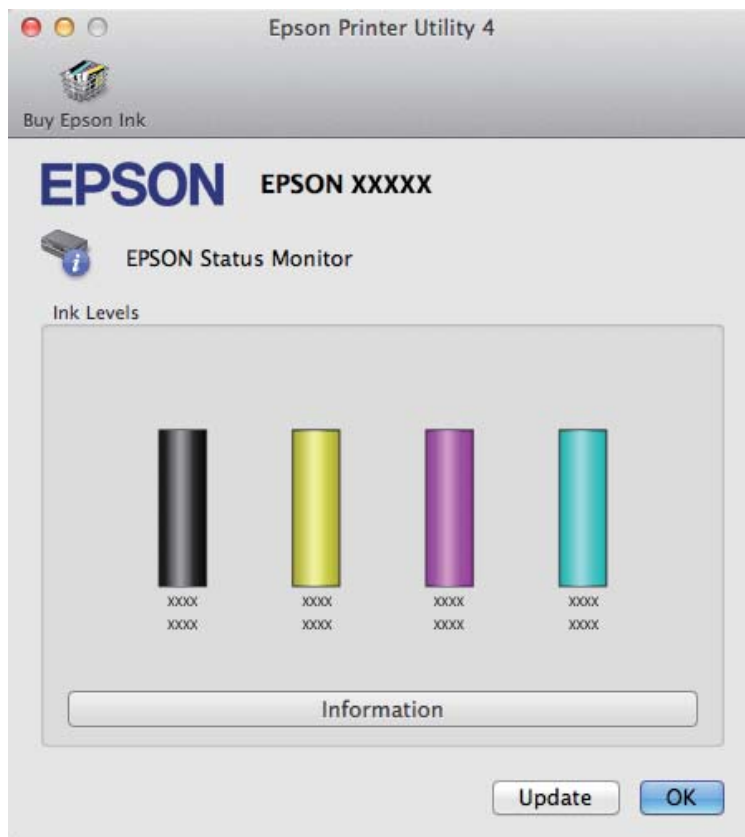 Epson Printer Utility 4
Buy Epson Ink
EPSON EPSON XXXXX
EPSON Status Monitor
Ink Levels
XXXX XXXX XXXX XXXX
XXXX XXXX XXXX XXXX
Information
Update OK